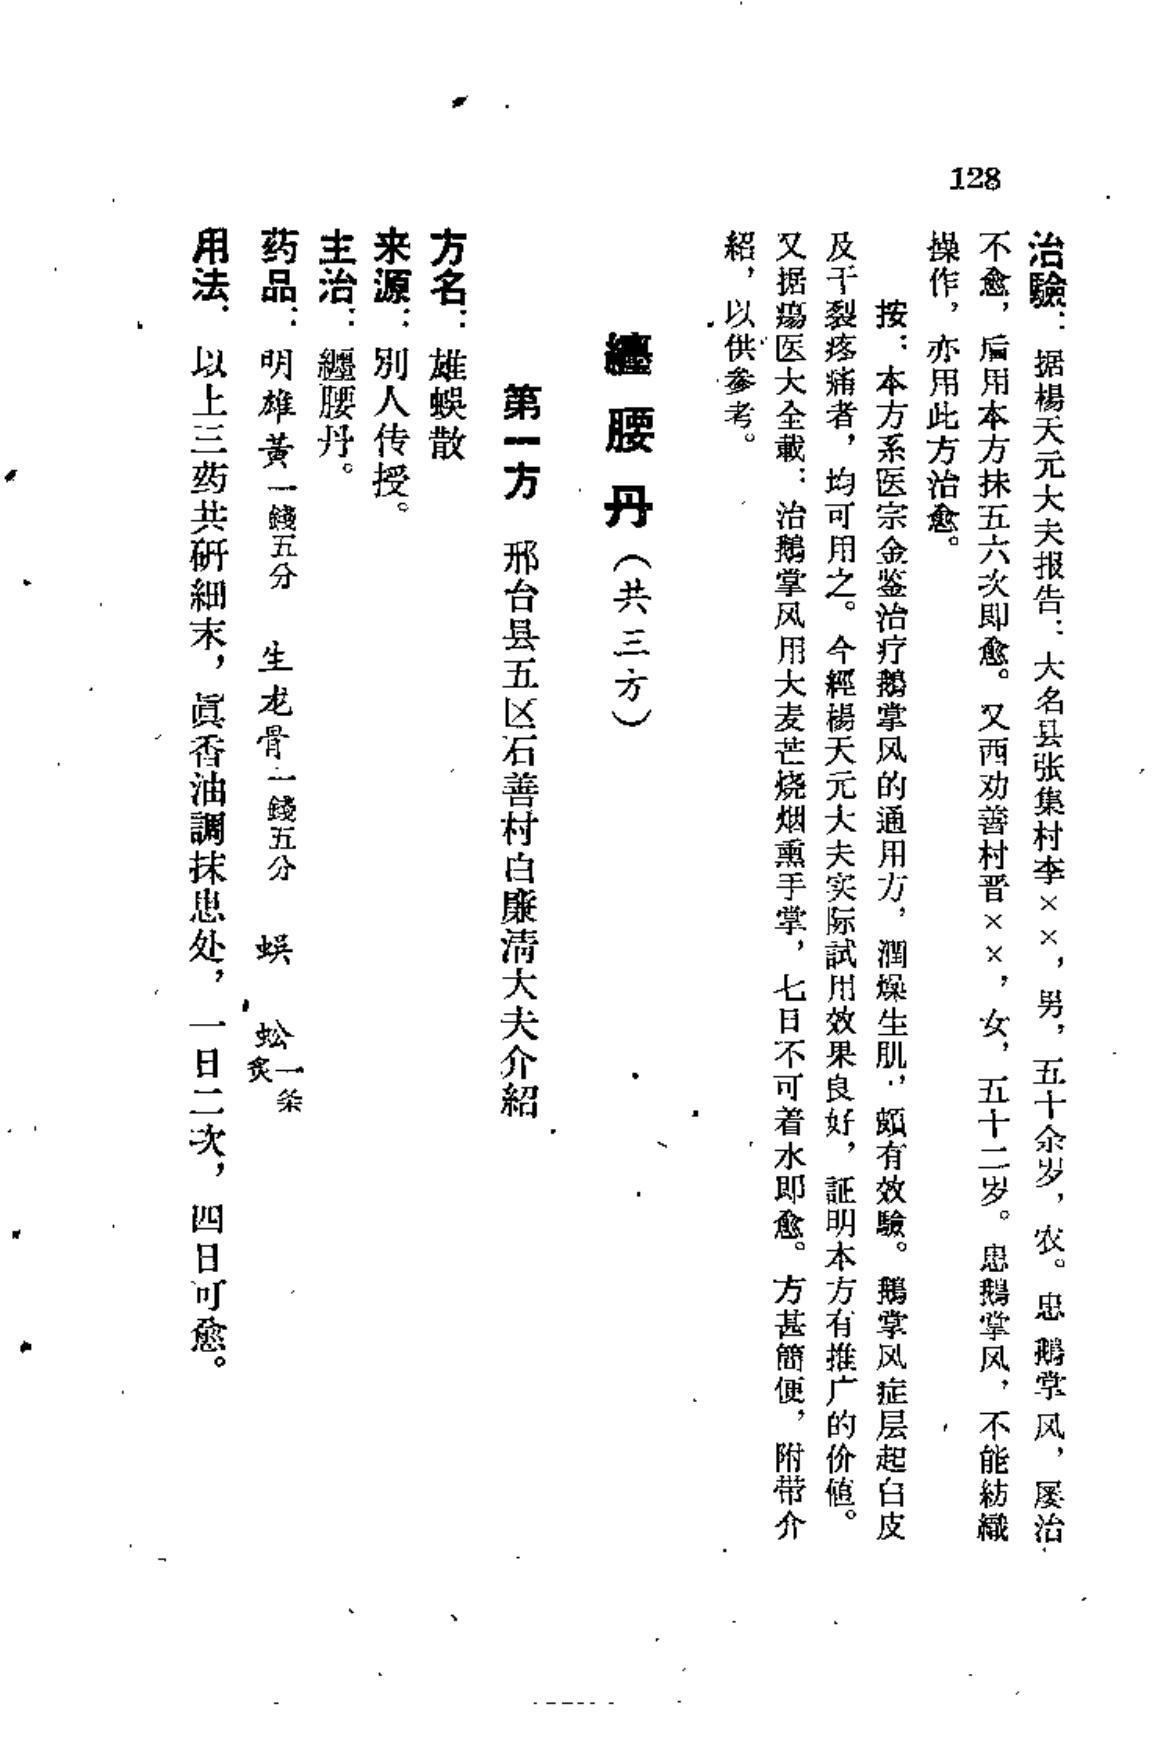 128
治驗：据楊天元大夫报告：大名县张集村李××，男，五十余岁，农。患鵝掌风，屡治
不愈，后用本方抹五六次即愈。又西劝善村晋××，女，五十二岁。患鵝掌风，不能紡織
操作，亦用此方治愈。
按：本方系医宗金鉴治疗鵝掌风的通用方，潤燥生肌，頗有效驗。鵝掌风症层起白皮
及干裂疼痛者，均可用之。今經楊天元大夫实际試用效果良好，証明本方有推广的价値。
又据瘍医大全載：治鵝掌风用大麦芒烧烟熏手掌，七日不可着水即愈。方甚簡便，附带介
紹，以供参考。
纏腰丹（共三方）
第一方　邢台县五区石善村白廉淸大夫介紹
方名：雄蜈散
来源：別人传授。
主治：纏腰丹。
药品：明雄黃一錢五分　生龙骨一錢五分　蜈蚣一条炙
用法：以上三药共研細末，眞香油調抹患处，一日二次，四日可愈。